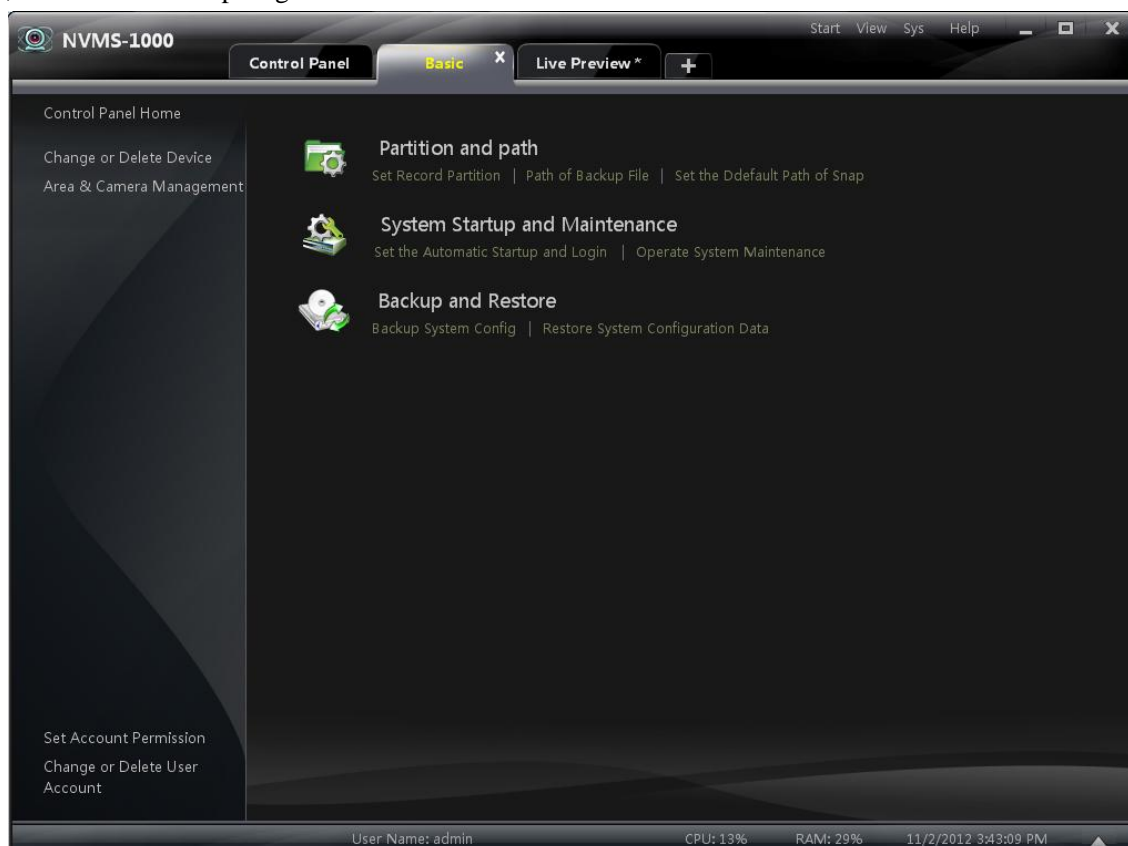 NVMS-1000
Start View Sys Help
Control Panel
Basic X
Live Preview *
+
Control Panel Home
Change or Delete Device
Area & Camera Management
Partition and path
Set Record Partition | Path of Backup File | Set the Ddefault Path of Snap
System Startup and Maintenance
Set the Automatic Startup and Login | Operate System Maintenance
Backup and Restore
Backup System Config | Restore System Configuration Data
Set Account Permission
Change or Delete User
Account
User Name: admin CPU: 13% RAM: 29% 11/2/2012 3:43:09 PM